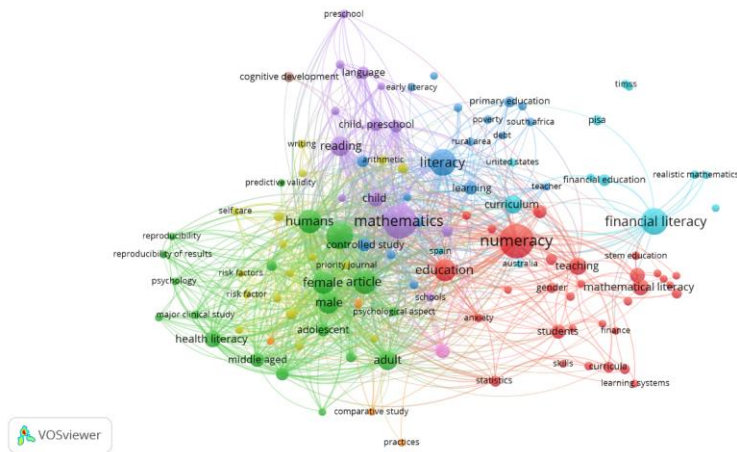 preschool
cognitive development
language
early literacy
timss
primary education
pisa
child, preschool
poverty
south africa
debt
writing
reading
rural area
arithmetic
literacy
united states
realistic mathematics
financial education
predictive validity
learning
teacher
child
curriculum
self care
humans
mathematics
financial literacy
reproducibility
controlled study
numeracy
reproducibility of results
spain
priority journal
australia
stem education
risk factors
education
teaching
psychology
female
article
mathematical literacy
gender
risk factor
schools
male
psychological aspect
major clinical study
anxiety
adolescent
students
finance
health literacy
middle aged
adult
skills
curricula
statistics
learning systems
comparative study
practices
VOSviewer